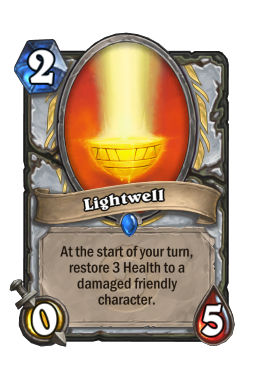 2
Lightwell
At the start of your turn,
restore 3 Health to a
damaged friendly
character.
0
5